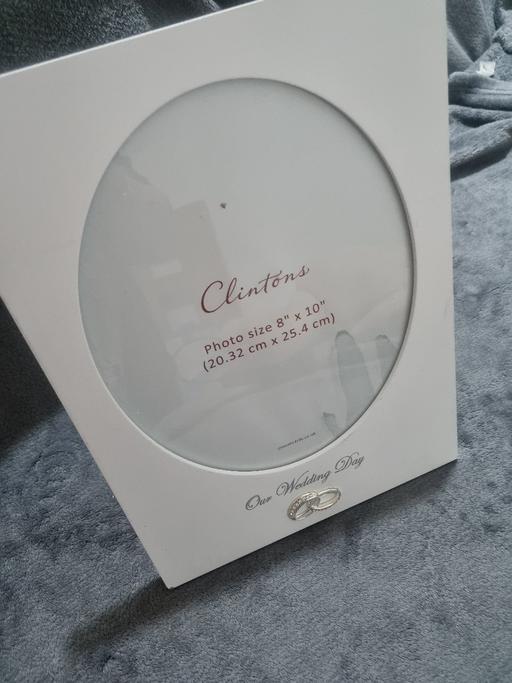 Clintons
Photo size 8" x 10"
(20.32 cm x 25.4 cm)
Our Wedding Day